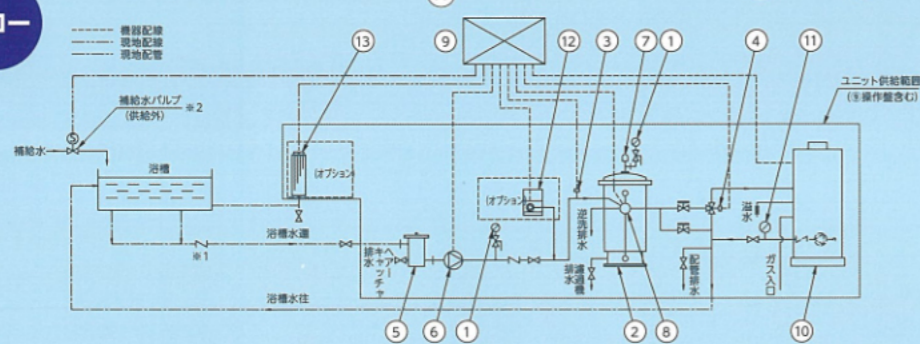 ロー
機器配線
現地配線
現地配管
⑨
⑬
⑫
③
⑦
①
④
⑪
ユニット供給範囲
(⑨操作盤含む)
補給水バルブ ※2
(供給外)
S
補給水
浴槽
(オプション)
(オプション)
浴槽水還
※1
浴槽水往
ヘアーキャッチャ排水
逆洗排水
濾過機排水
配管排水
溢水
ガス入口
⑤
⑥
①
②
⑧
⑩